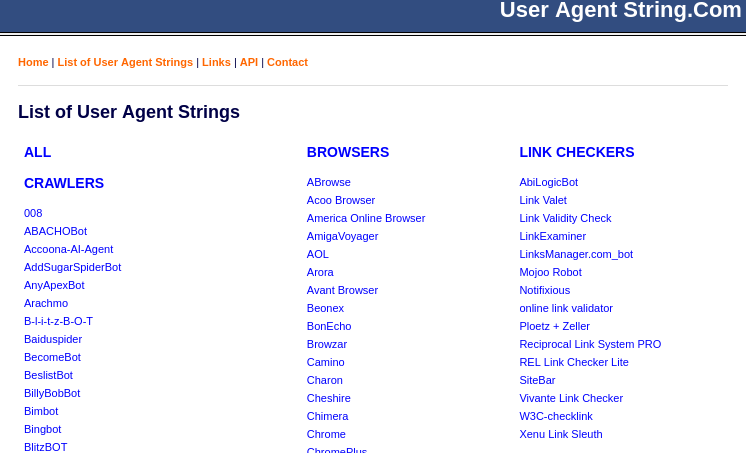 User Agent String.Com
Home | List of User Agent Strings | Links | API | Contact
List of User Agent Strings
ALL
CRAWLERS
008
ABACHOBot
Accoona-AI-Agent
AddSugarSpiderBot
AnyApexBot
Arachmo
B-l-i-t-z-B-O-T
Baiduspider
BecomeBot
BeslistBot
BillyBobBot
Bimbot
Bingbot
BlitzBOT
BROWSERS
ABrowse
Acoo Browser
America Online Browser
AmigaVoyager
AOL
Arora
Avant Browser
Beonex
BonEcho
Browzar
Camino
Charon
Cheshire
Chimera
Chrome
ChromePlus
LINK CHECKERS
AbiLogicBot
Link Valet
Link Validity Check
LinkExaminer
LinksManager.com_bot
Mojoo Robot
Notifixious
online link validator
Ploetz + Zeller
Reciprocal Link System PRO
REL Link Checker Lite
SiteBar
Vivante Link Checker
W3C-checklink
Xenu Link Sleuth